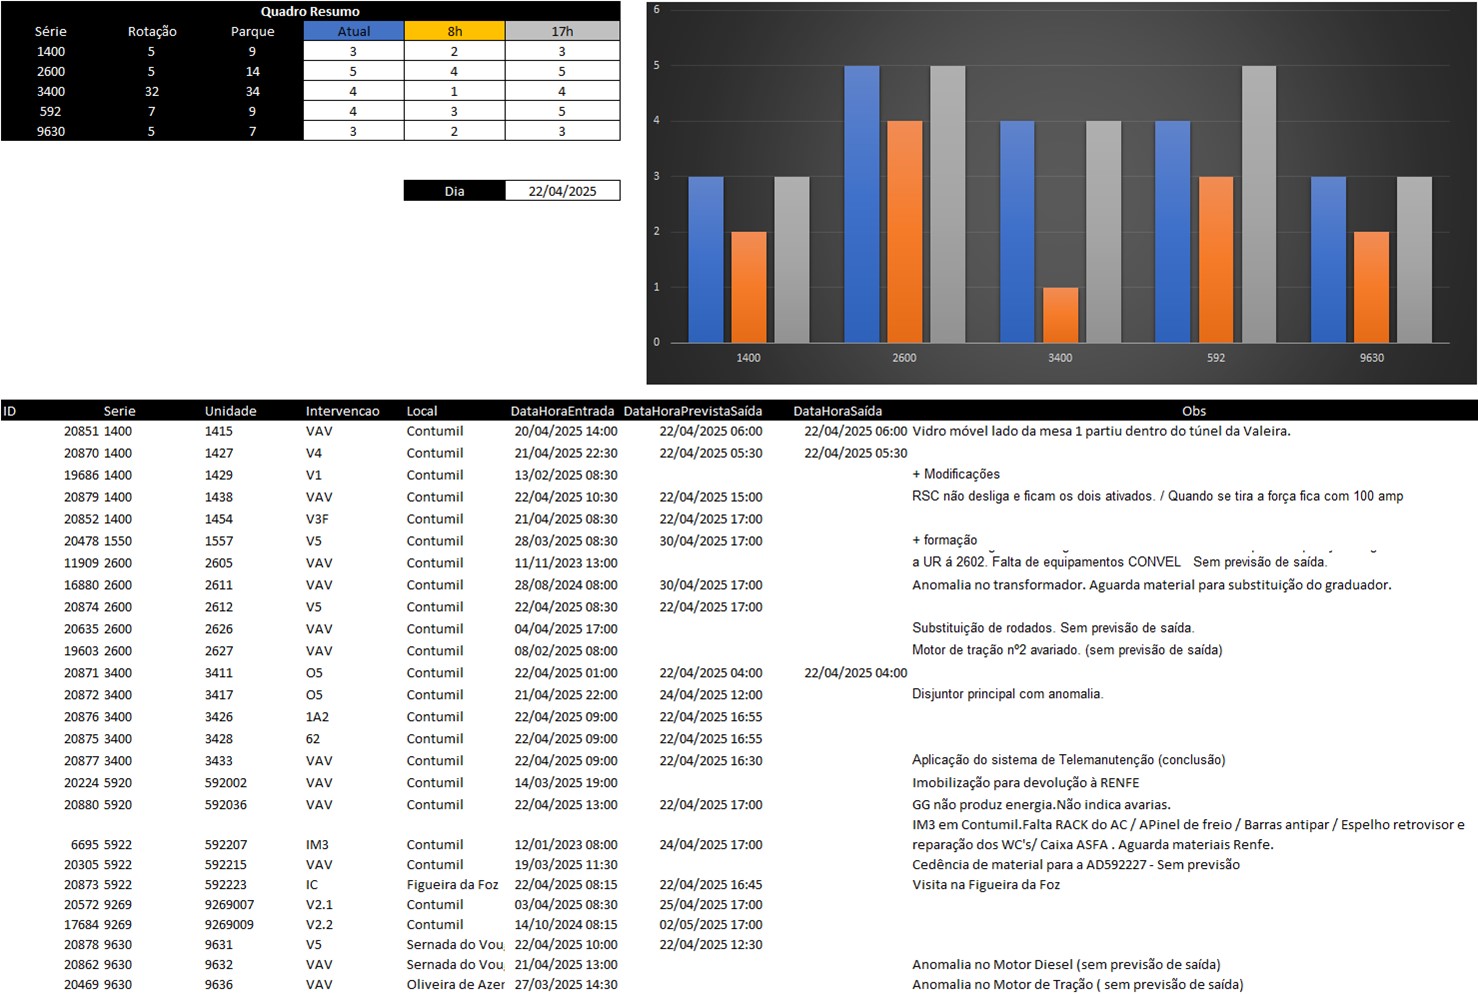 Quadro Resumo
Série Rotação Parque Atual 8h 17h
1400 5 9 3 2 3
2600 5 14 5 4 5
3400 32 34 4 1 4
592 7 9 4 3 5
9630 5 7 3 2 3
Dia 22/04/2025
6
5
4
3
2
1
0
1400 2600 3400 592 9630
ID Serie Unidade Intervencao Local DataHoraEntrada DataHoraPrevistaSaída DataHoraSaída Obs
20851 1400 1415 VAV Contumil 20/04/2025 14:00 22/04/2025 06:00 22/04/2025 06:00 Vidro móvel lado da mesa 1 partiu dentro do túnel da Valeira.
20870 1400 1427 V4 Contumil 21/04/2025 22:30 22/04/2025 05:30 22/04/2025 05:30
19686 1400 1429 V1 Contumil 13/02/2025 08:30 + Modificações
20879 1400 1438 VAV Contumil 22/04/2025 10:30 22/04/2025 15:00 RSC não desliga e ficam os dois ativados. / Quando se tira a força fica com 100 amp
20852 1400 1454 V3F Contumil 21/04/2025 08:30 22/04/2025 17:00
20478 1550 1557 V5 Contumil 28/03/2025 08:30 30/04/2025 17:00 + formação
11909 2600 2605 VAV Contumil 11/11/2023 13:00 a UR á 2602. Falta de equipamentos CONVEL Sem previsão de saída.
16880 2600 2611 VAV Contumil 28/08/2024 08:00 30/04/2025 17:00 Anomalia no transformador. Aguarda material para substituição do graduador.
20874 2600 2612 V5 Contumil 22/04/2025 08:30 22/04/2025 17:00
20635 2600 2626 VAV Contumil 04/04/2025 17:00 Substituição de rodados. Sem previsão de saída.
19603 2600 2627 VAV Contumil 08/02/2025 08:00 Motor de tração nº2 avariado. (sem previsão de saída)
20871 3400 3411 O5 Contumil 22/04/2025 01:00 22/04/2025 04:00 22/04/2025 04:00
20872 3400 3417 O5 Contumil 21/04/2025 22:00 24/04/2025 12:00 Disjuntor principal com anomalia.
20876 3400 3426 1A2 Contumil 22/04/2025 09:00 22/04/2025 16:55
20875 3400 3428 62 Contumil 22/04/2025 09:00 22/04/2025 16:55
20877 3400 3433 VAV Contumil 22/04/2025 09:00 22/04/2025 16:30 Aplicação do sistema de Telemanutenção (conclusão)
20224 5920 592002 VAV Contumil 14/03/2025 19:00 Imobilização para devolução à RENFE
20880 5920 592036 VAV Contumil 22/04/2025 13:00 22/04/2025 17:00 GG não produz energia.Não indica avarias.
IM3 em Contumil.Falta RACK do AC / APinel de freio / Barras antipar / Espelho retrovisor e
6695 5922 592207 IM3 Contumil 12/01/2023 08:00 24/04/2025 17:00 reparação dos WC's/ Caixa ASFA . Aguarda materiais Renfe.
20305 5922 592215 VAV Contumil 19/03/2025 11:30 Cedência de material para a AD592227 - Sem previsão
20873 5922 592223 IC Figueira da Foz 22/04/2025 08:15 22/04/2025 16:45 Visita na Figueira da Foz
20572 9269 9269007 V2.1 Contumil 03/04/2025 08:30 25/04/2025 17:00
17684 9269 9269009 V2.2 Contumil 14/10/2024 08:15 02/05/2025 17:00
20878 9630 9631 V5 Sernada do Vou 22/04/2025 10:00 22/04/2025 12:30
20862 9630 9632 VAV Sernada do Vou 21/04/2025 13:00 Anomalia no Motor Diesel (sem previsão de saída)
20469 9630 9636 VAV Oliveira de Azer 27/03/2025 14:30 Anomalia no Motor de Tração ( sem previsão de saída)